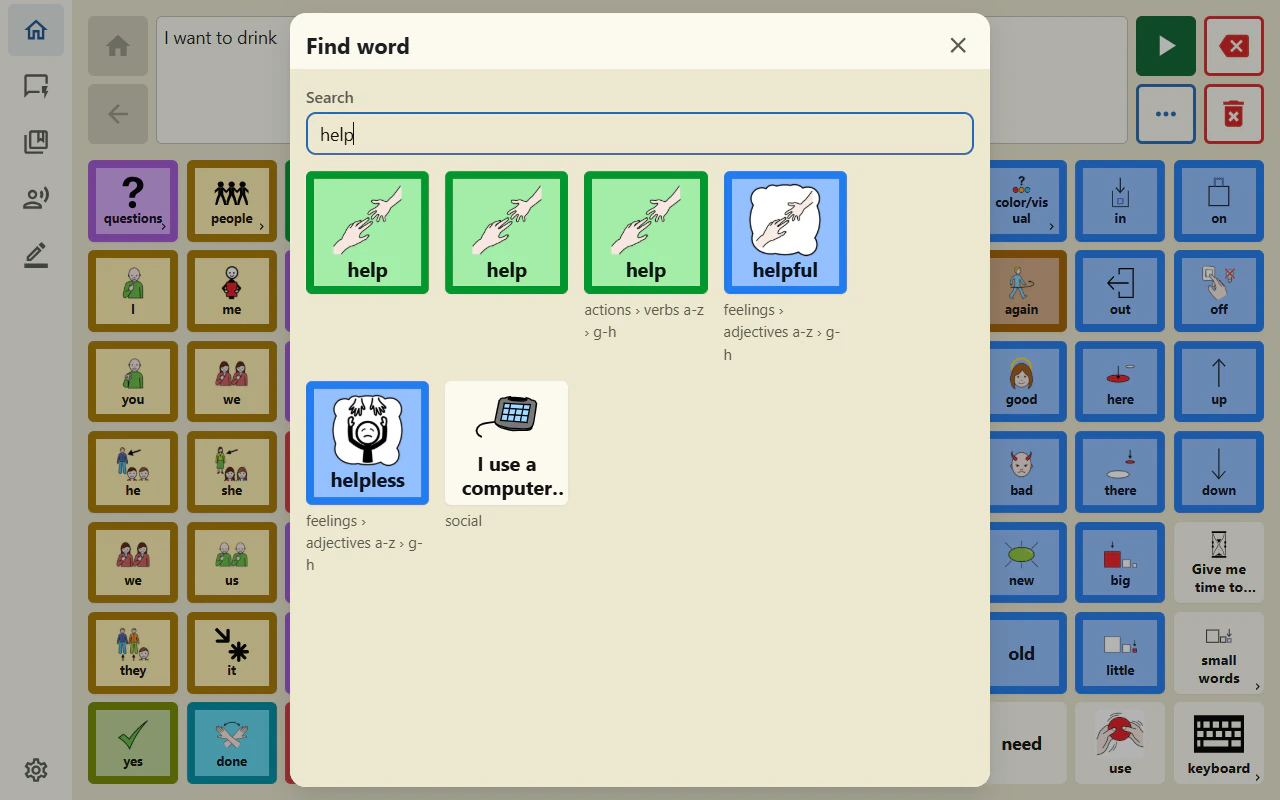 I want to drink
Find word
Search
help
help
help
help
helpful
actions › verbs a-z
› g-h
feelings ›
adjectives a-z › g-
h
helpless
I use a
computer..
feelings ›
adjectives a-z › g-
h
social
questions
people
color/vis
ual
in
on
I
me
again
out
off
you
we
good
here
up
he
she
bad
there
down
we
us
new
big
Give me
time to...
they
it
old
little
small
words
yes
done
need
use
keyboard